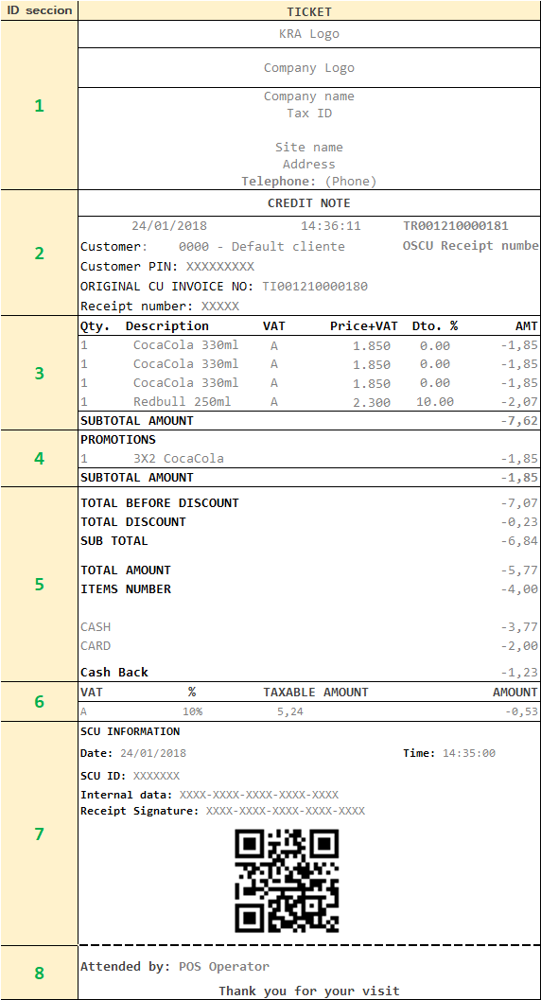 ID seccion TICKET
KRA Logo
Company Logo
1
Company name
Tax ID
Site name
Address
Telephone: (Phone)
CREDIT NOTE
2
24/01/2018 14:36:11 TR001210000181
Customer: 0000 - Default cliente OSCU Receipt numbe
Customer PIN: XXXXXXXXX
ORIGINAL CU INVOICE NO: TI001210000180
Receipt number: XXXXX
3
Qty. Description VAT Price+VAT Dto. % AMT
1 CocaCola 330ml A 1.850 0.00 -1,85
1 CocaCola 330ml A 1.850 0.00 -1,85
1 CocaCola 330ml A 1.850 0.00 -1,85
1 Redbull 250ml A 2.300 10.00 -2,07
SUBTOTAL AMOUNT -7,62
4
PROMOTIONS
1 3X2 CocaCola -1,85
SUBTOTAL AMOUNT -1,85
5
TOTAL BEFORE DISCOUNT -7,07
TOTAL DISCOUNT -0,23
SUB TOTAL -6,84
TOTAL AMOUNT -5,77
ITEMS NUMBER -4,00
CASH -3,77
CARD -2,00
Cash Back -1,23
6
VAT % TAXABLE AMOUNT AMOUNT
A 10% 5,24 -0,53
7
SCU INFORMATION
Date: 24/01/2018 Time: 14:35:00
SCU ID: XXXXXXX
Internal data: XXXX-XXXX-XXXX-XXXX-XXXX
Receipt Signature: XXXX-XXXX-XXXX-XXXX-XXXX
8
Attended by: POS Operator
Thank you for your visit